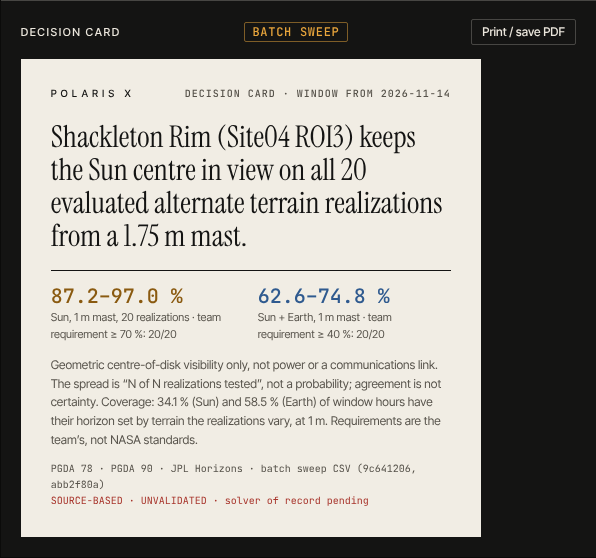 DECISION CARD
BATCH SWEEP
Print / save PDF
POLARIS X
DECISION CARD · WINDOW FROM 2026-11-14
Shackleton Rim (Site04 ROI3) keeps
the Sun centre in view on all 20
evaluated alternate terrain realizations
from a 1.75 m mast.
87.2–97.0 %
Sun, 1 m mast, 20 realizations · team
requirement ≥ 70 %: 20/20
62.6–74.8 %
Sun + Earth, 1 m mast · team
requirement ≥ 40 %: 20/20
Geometric centre-of-disk visibility only, not power or a communications link.
The spread is “N of N realizations tested”, not a probability; agreement is not
certainty. Coverage: 34.1 % (Sun) and 58.5 % (Earth) of window hours have
their horizon set by terrain the realizations vary, at 1 m. Requirements are the
team’s, not NASA standards.
PGDA 78 · PGDA 90 · JPL Horizons · batch sweep CSV (9c641206,
abb2f80a)
SOURCE-BASED · UNVALIDATED · solver of record pending